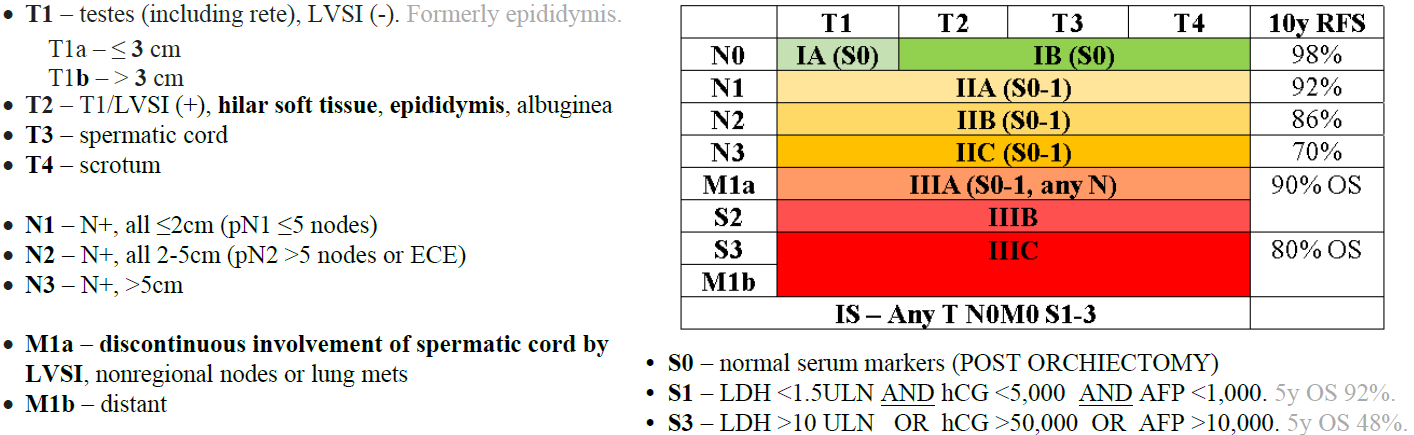 • T1 – testes (including rete), LVSI (-). Formerly epididymis.
T1a – ≤ 3 cm
T1b – > 3 cm
• T2 – T1/LVSI (+), hilar soft tissue, epididymis, albuginea
• T3 – spermatic cord
• T4 – scrotum
• N1 – N+, all ≤2cm (pN1 ≤5 nodes)
• N2 – N+, all 2-5cm (pN2 >5 nodes or ECE)
• N3 – N+, >5cm
• M1a – discontinuous involvement of spermatic cord by
LVSI, nonregional nodes or lung mets
• M1b – distant
T1 T2 T3 T4 10y RFS
N0 IA (S0) IB (S0) 98%
N1 IIA (S0-1) 92%
N2 IIB (S0-1) 86%
N3 IIC (S0-1) 70%
M1a IIIA (S0-1, any N) 90% OS
S2 IIIB
S3 IIIC 80% OS
M1b
IS – Any T N0M0 S1-3
• S0 – normal serum markers (POST ORCHIECTOMY)
• S1 – LDH <1.5ULN AND hCG <5,000 AND AFP <1,000. 5y OS 92%.
• S3 – LDH >10 ULN OR hCG >50,000 OR AFP >10,000. 5y OS 48%.